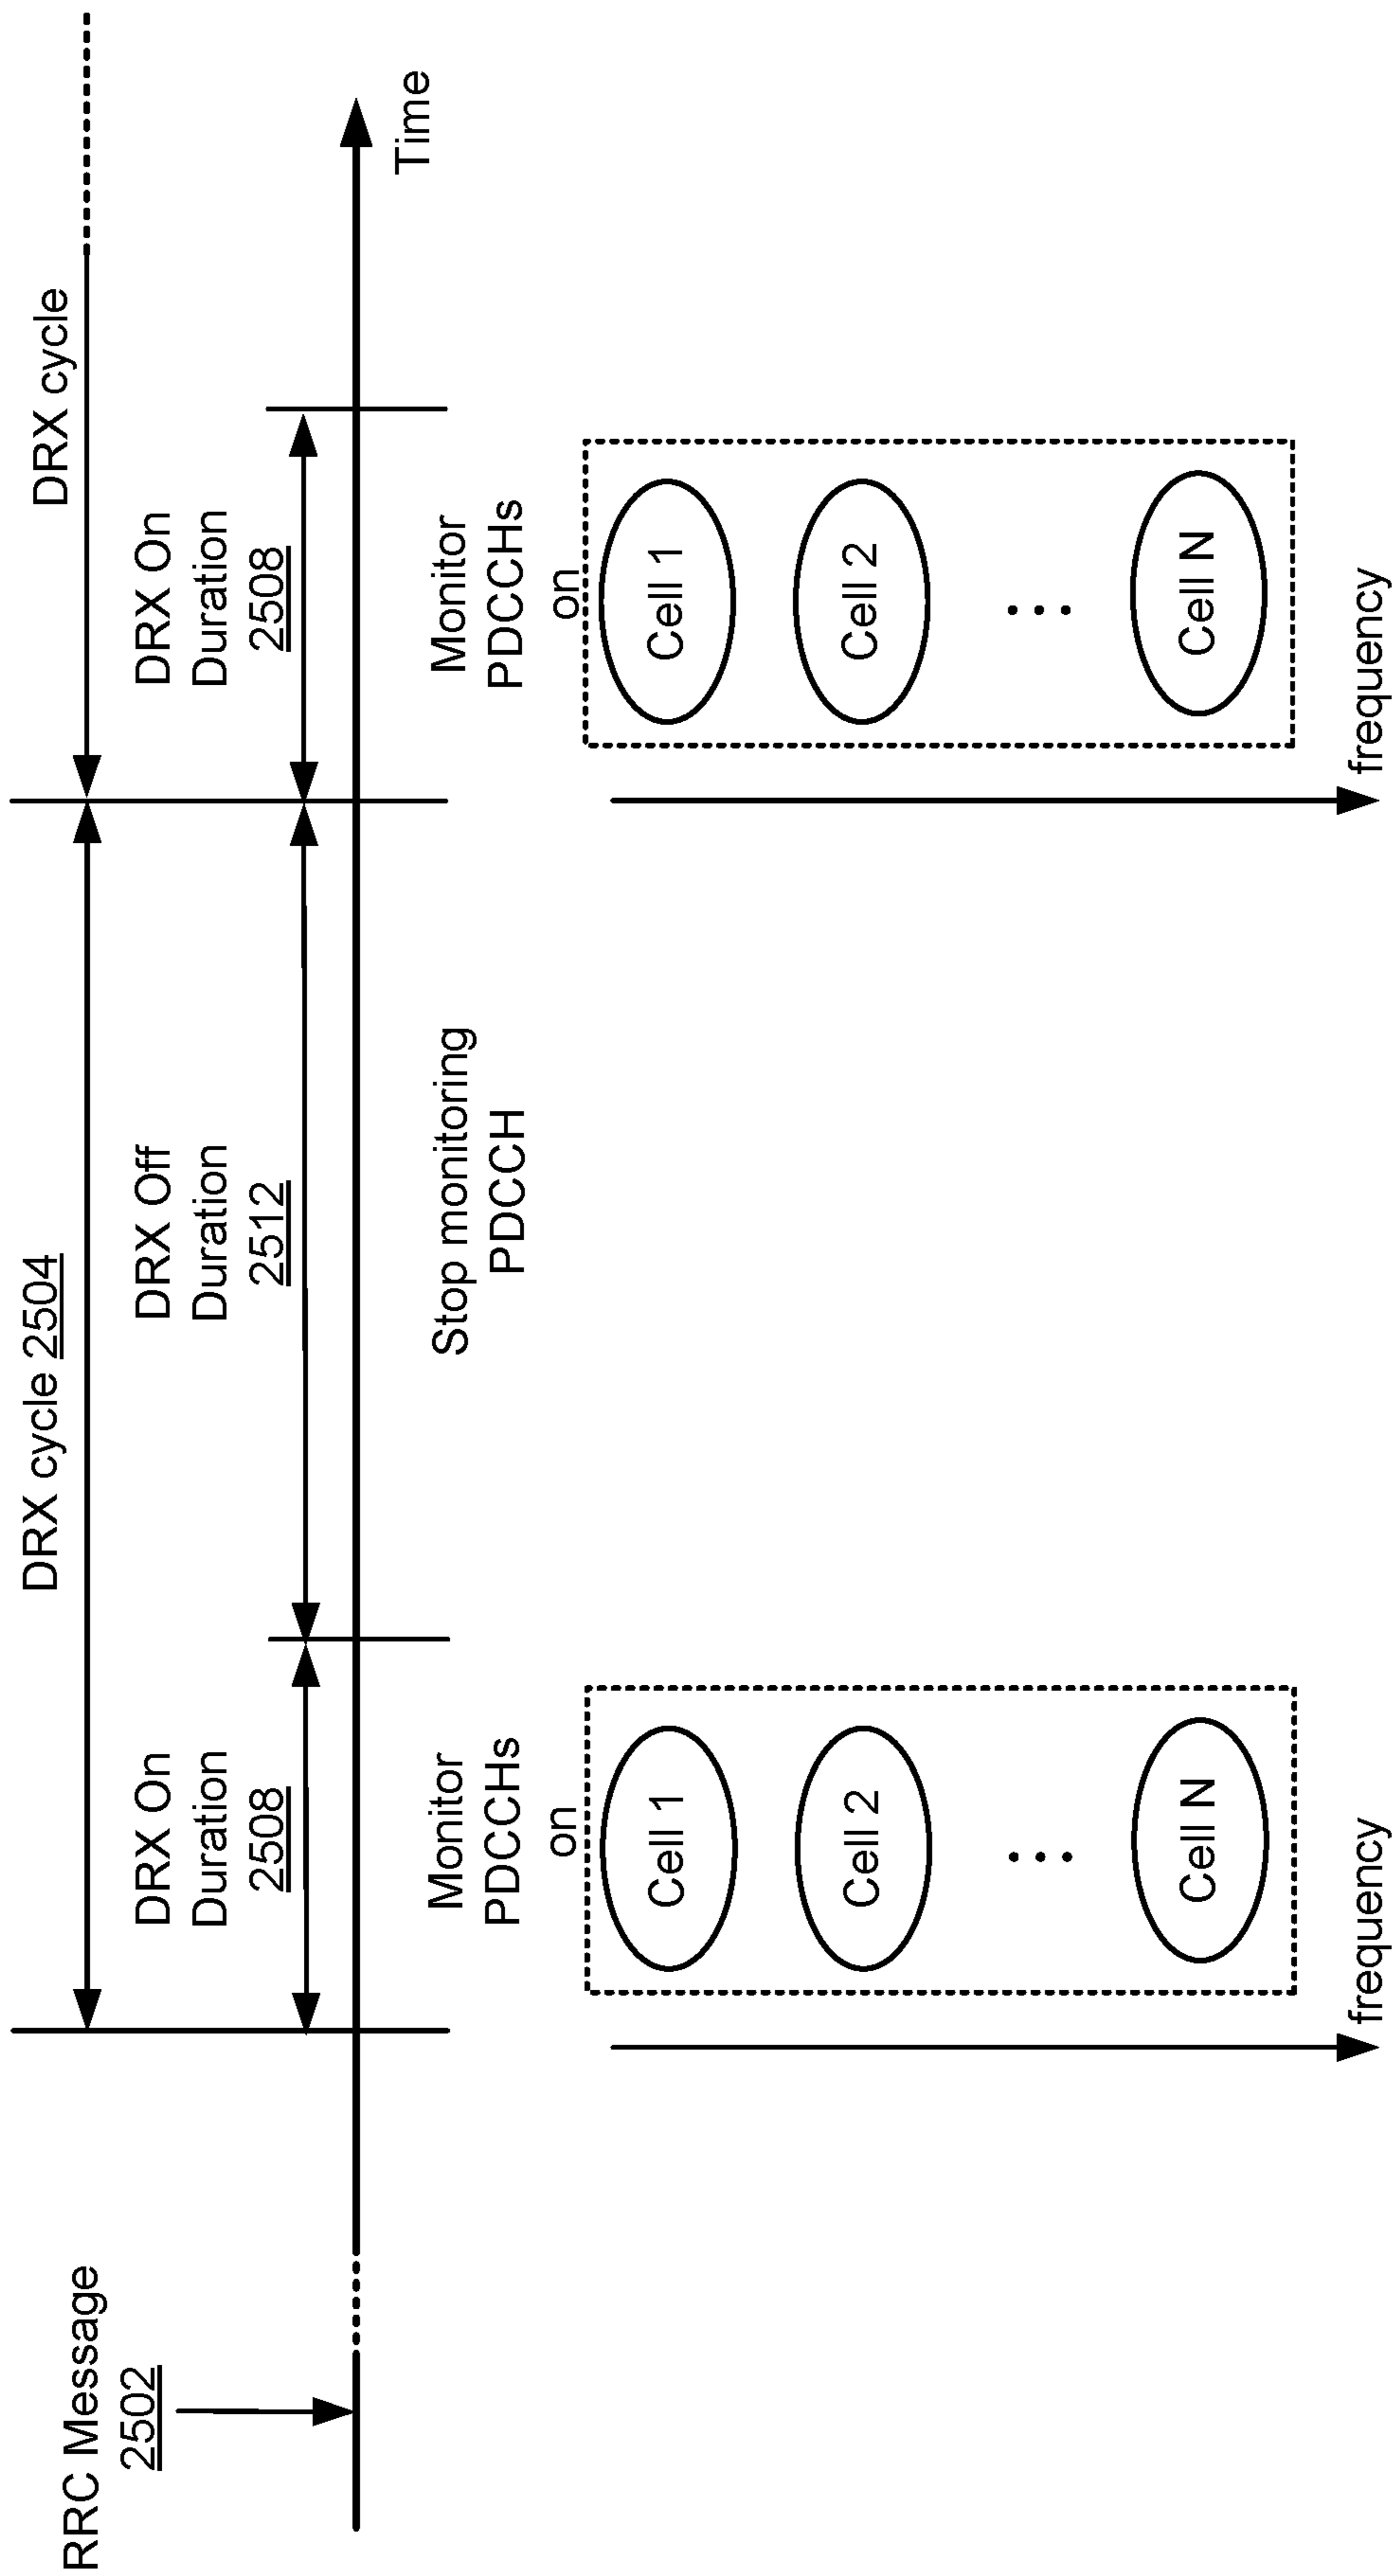 DRX cycle 2504
DRX cycle
RRC Message
2502
DRX On
Duration
2508
DRX Off
Duration
2512
DRX On
Duration
2508
Time
Monitor
PDCCHs
on
Cell 1
Cell 2
...
Cell N
frequency
Stop monitoring
PDCCH
Monitor
PDCCHs
on
Cell 1
Cell 2
...
Cell N
frequency